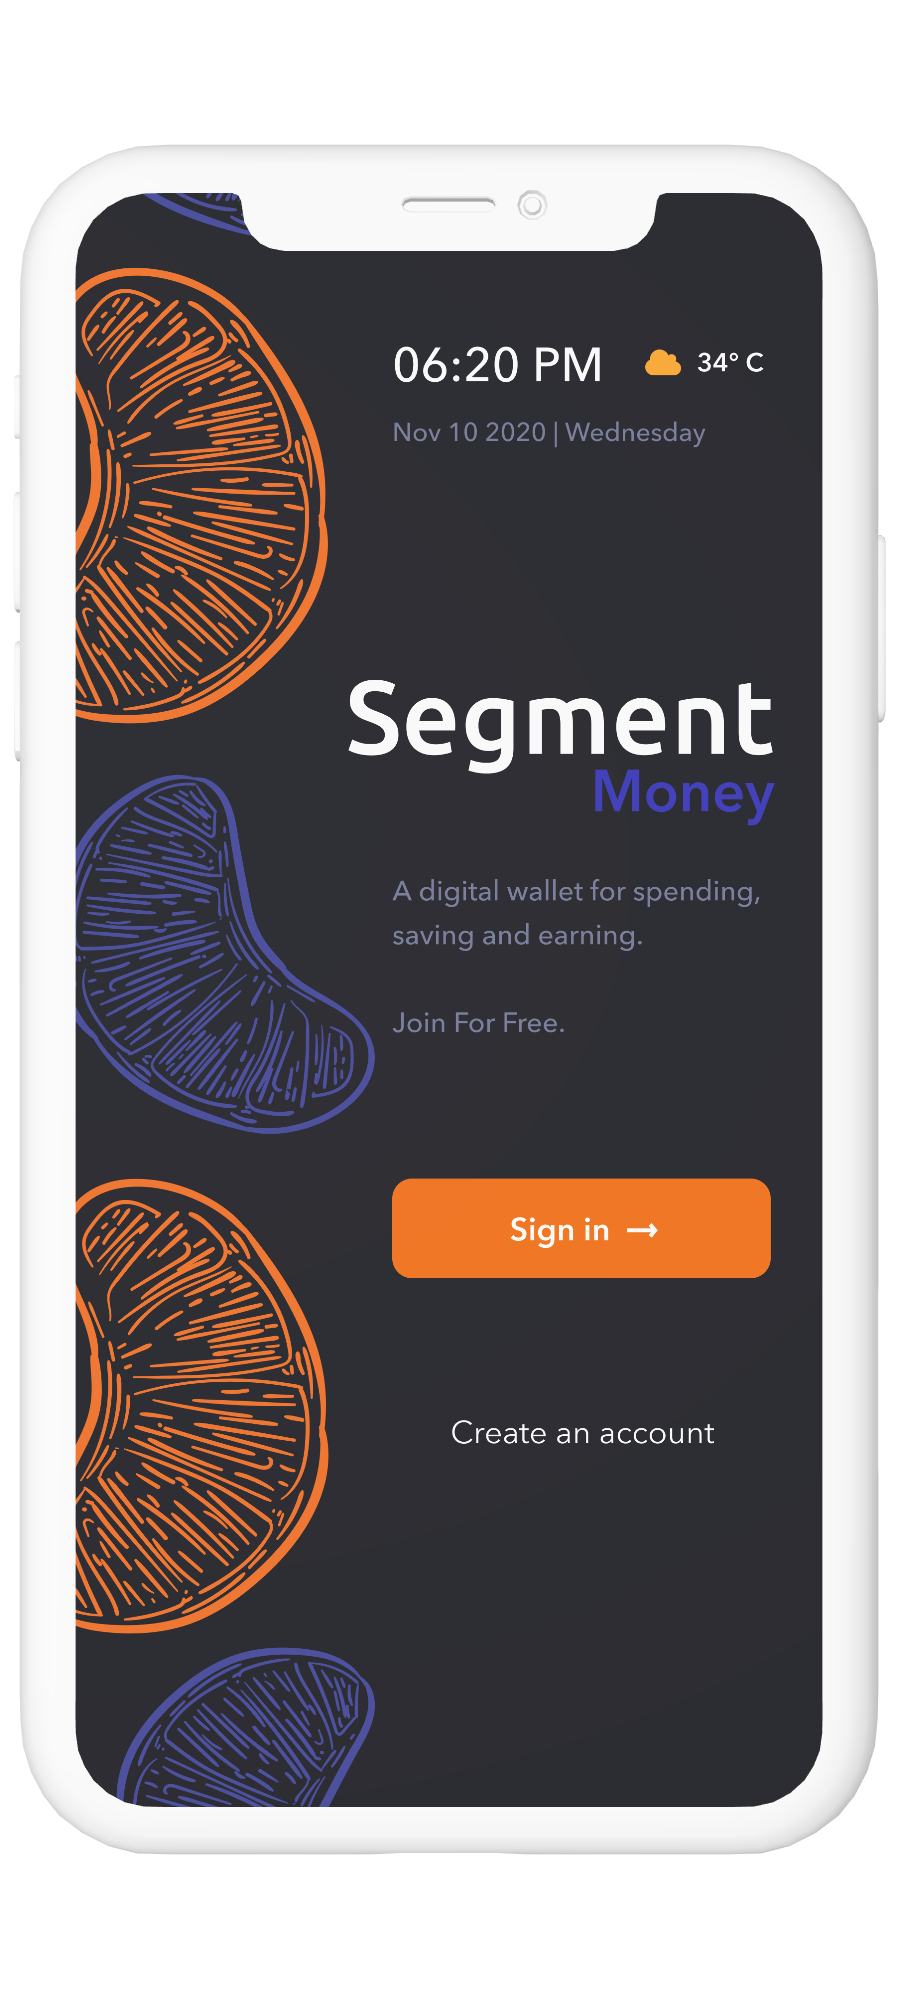 06:20 PM 34° C
Nov 10 2020 | Wednesday
Segment
Money
A digital wallet for spending,
saving and earning.
Join For Free.
Sign in →
Create an account